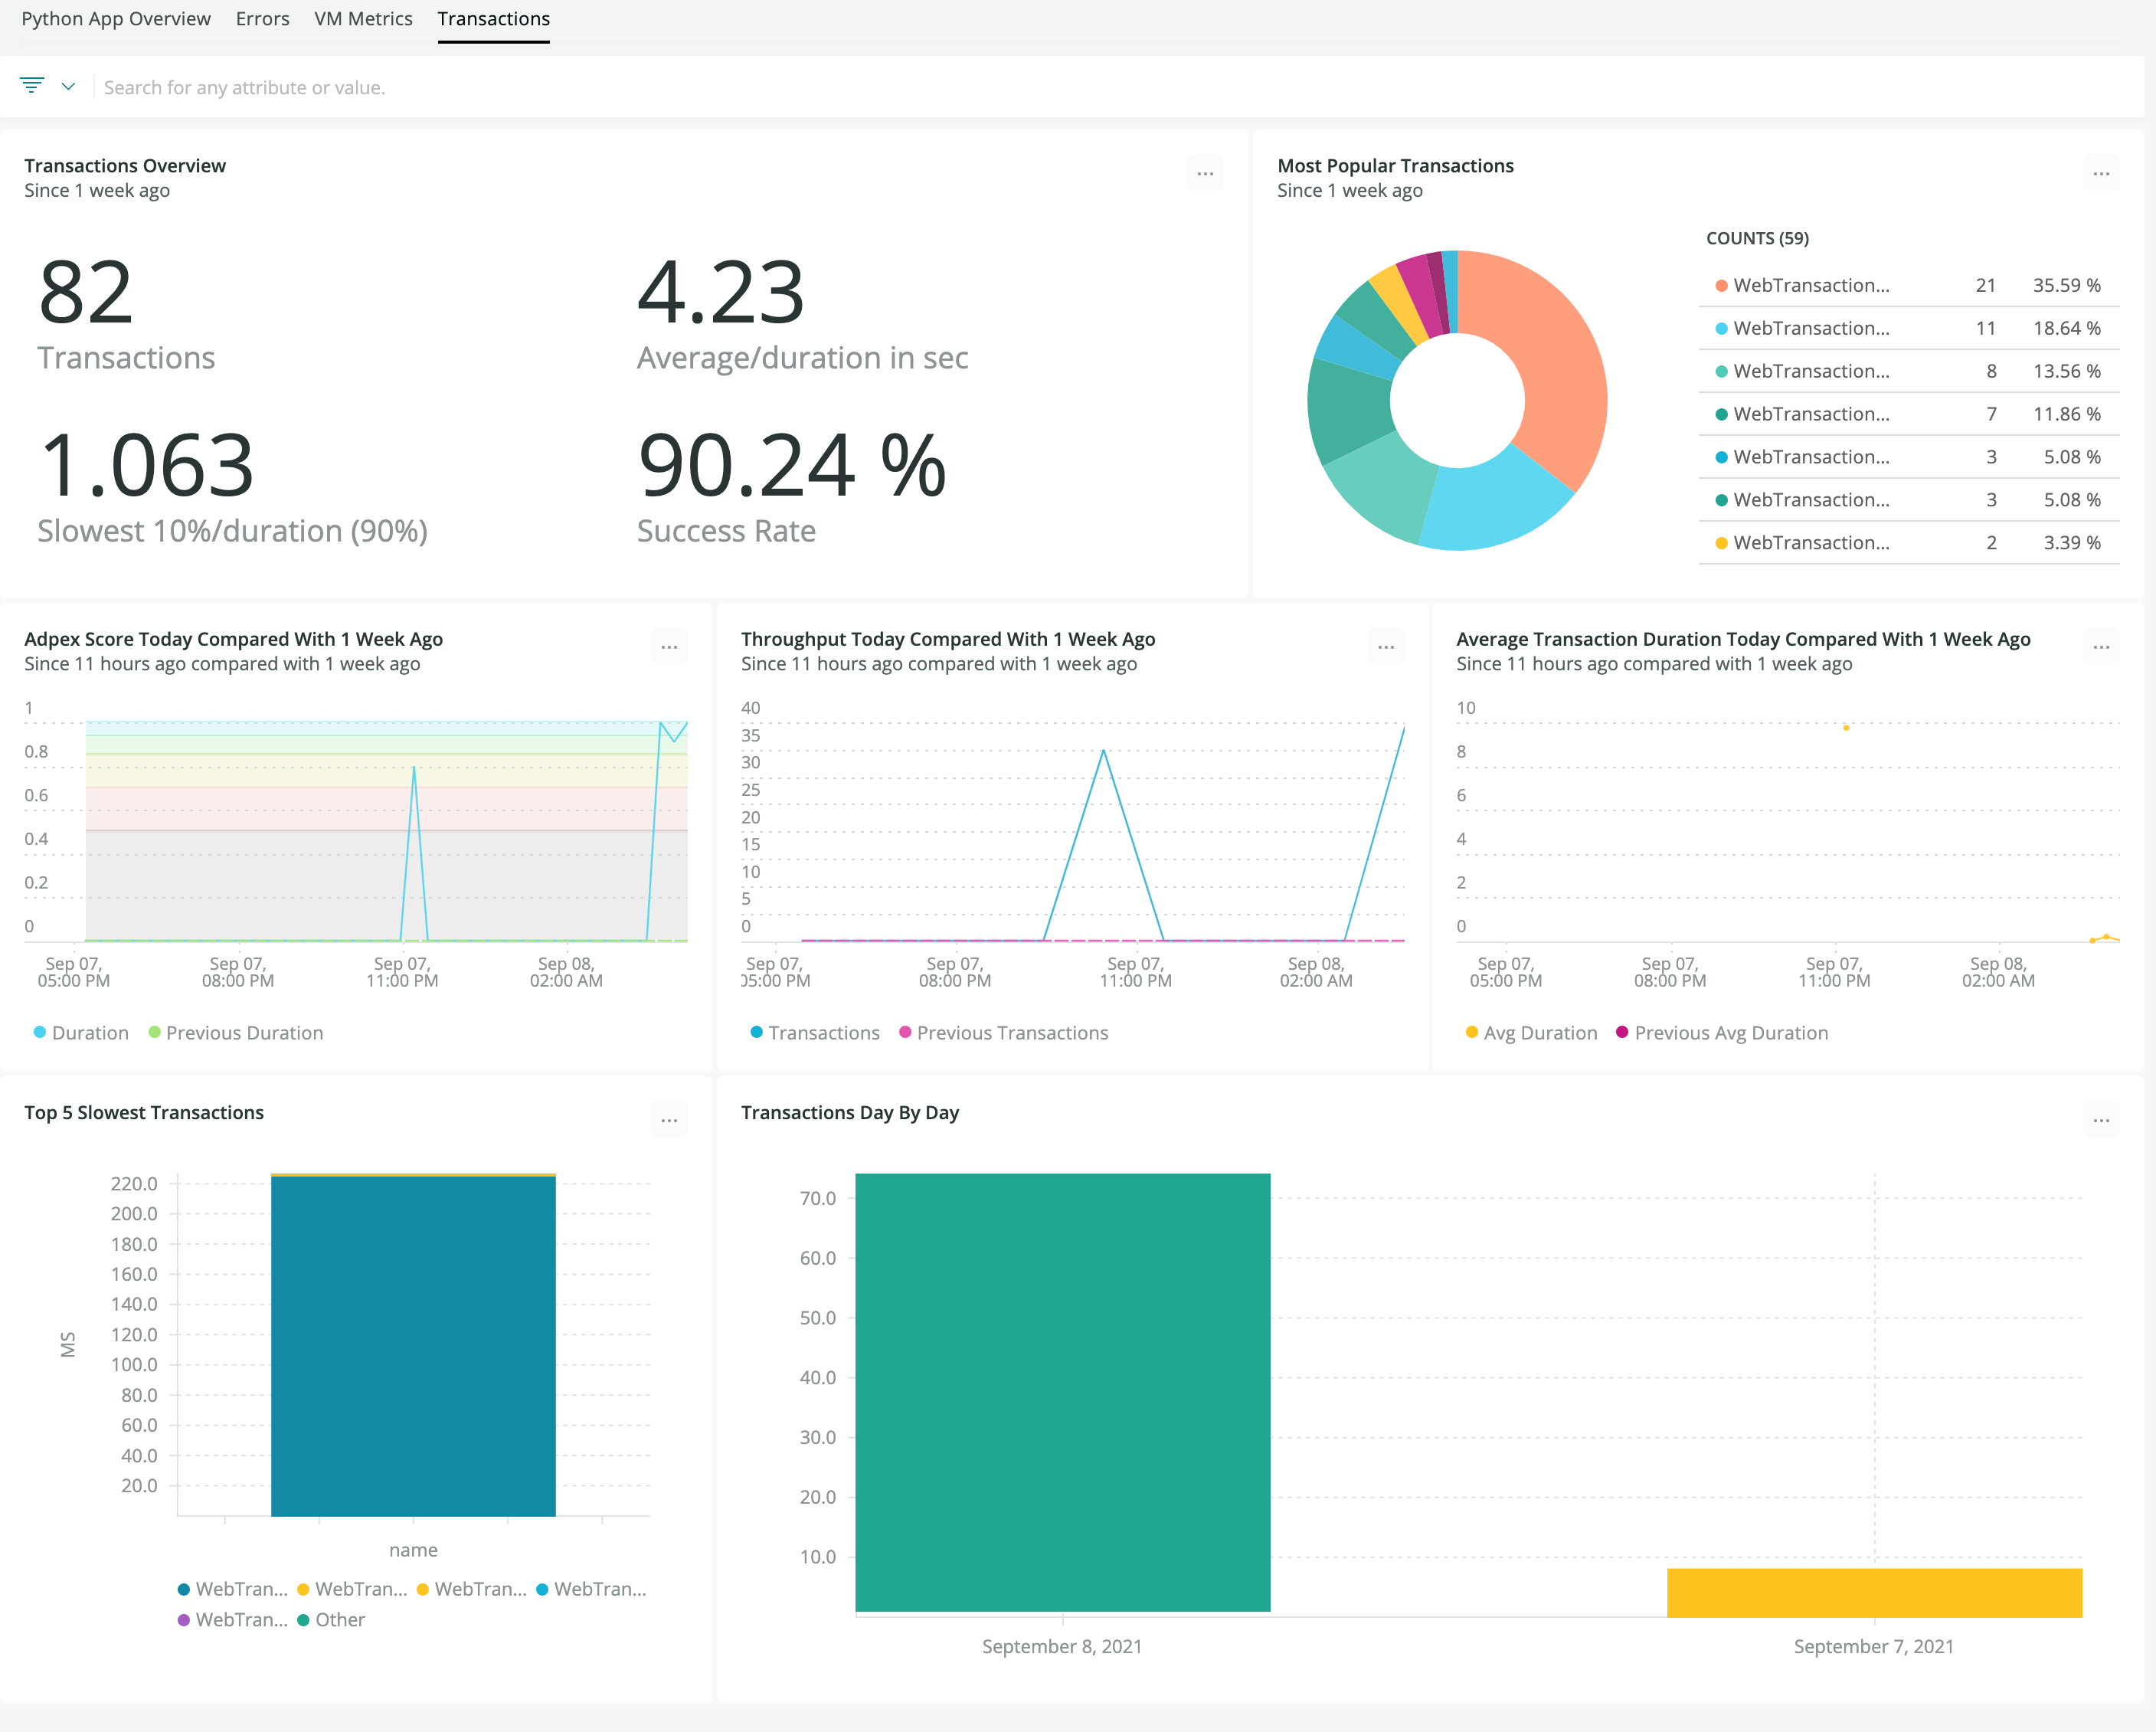 Python App Overview Errors VM Metrics Transactions
Search for any attribute or value.
Transactions Overview
Since 1 week ago
82
Transactions
4.23
Average/duration in sec
1.063
Slowest 10%/duration (90%)
90.24 %
Success Rate
Most Popular Transactions
Since 1 week ago
COUNTS (59)
WebTransaction... 21 35.59 %
WebTransaction... 11 18.64 %
WebTransaction... 8 13.56 %
WebTransaction... 7 11.86 %
WebTransaction... 3 5.08 %
WebTransaction... 3 5.08 %
WebTransaction... 2 3.39 %
Adpex Score Today Compared With 1 Week Ago
Since 11 hours ago compared with 1 week ago
1
0.8
0.6
0.4
0.2
0
Sep 07, Sep 07, Sep 07, Sep 08,
05:00 PM 08:00 PM 11:00 PM 02:00 AM
Duration Previous Duration
Throughput Today Compared With 1 Week Ago
Since 11 hours ago compared with 1 week ago
40
35
30
25
20
15
10
5
0
Sep 07, Sep 07, Sep 07, Sep 08,
05:00 PM 08:00 PM 11:00 PM 02:00 AM
Transactions Previous Transactions
Average Transaction Duration Today Compared With 1 Week Ago
Since 11 hours ago compared with 1 week ago
10
8
6
4
2
0
Sep 07, Sep 07, Sep 07, Sep 08,
05:00 PM 08:00 PM 11:00 PM 02:00 AM
Avg Duration Previous Avg Duration
Top 5 Slowest Transactions
MS
220.0
200.0
180.0
160.0
140.0
120.0
100.0
80.0
60.0
40.0
20.0
name
WebTran... WebTran... WebTran... WebTran...
WebTran... Other
Transactions Day By Day
70.0
60.0
50.0
40.0
30.0
20.0
10.0
September 8, 2021 September 7, 2021